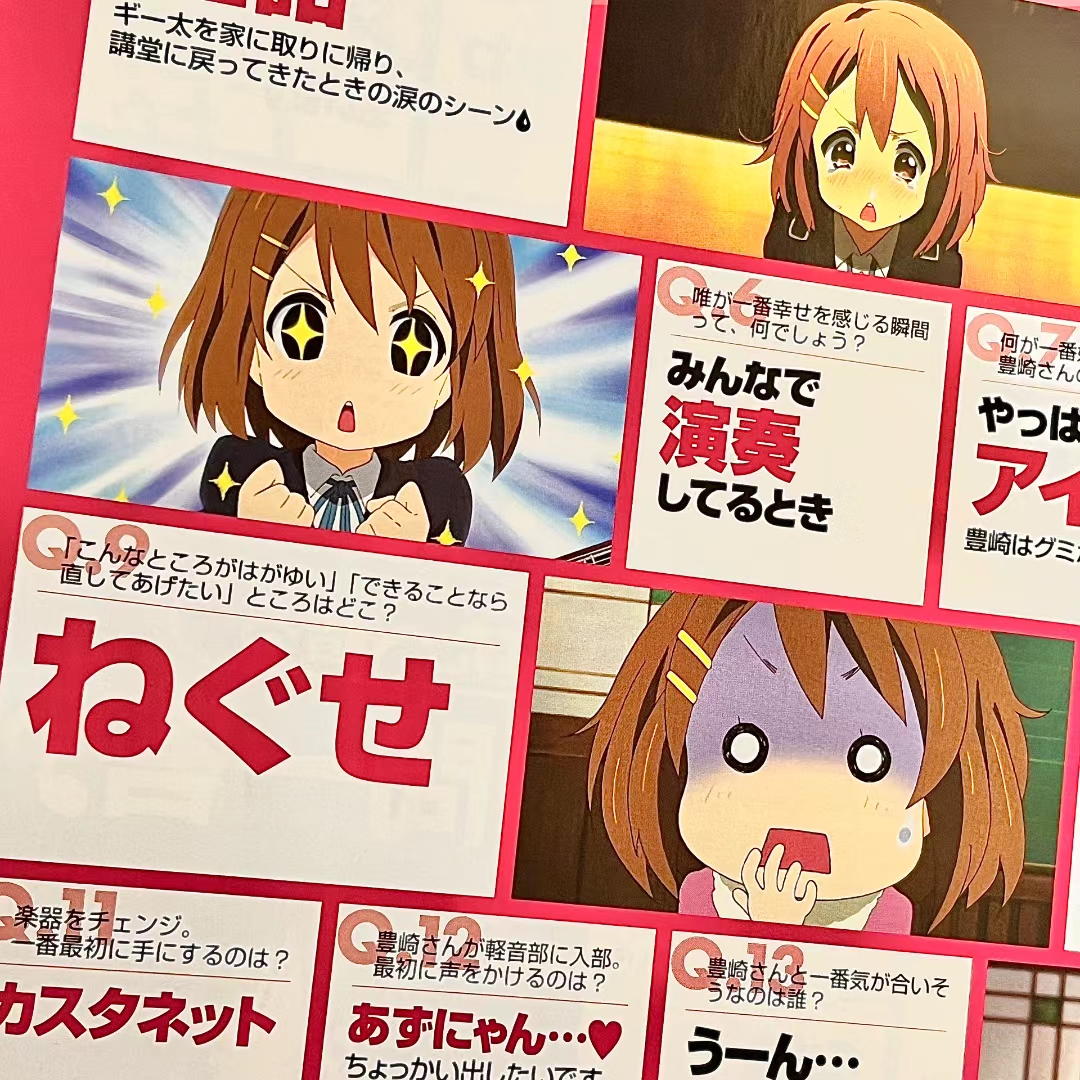 ギー太を家に取りに帰り、
講堂に戻ってきたときの涙のシーン
Q.6
唯が一番幸せを感じる瞬間
って、何でしょう？
みんなで
演奏
してるとき
Q.7
何が一番
豊崎さんの
やっぱ
アイ
豊崎はグミが
Q.9
「こんなところがはがゆい」「できることなら
直してあげたい」ところはどこ？
ねぐせ
Q.11
楽器をチェンジ。
一番最初に手にするのは？
カスタネット
Q.12
豊崎さんが軽音部に入部。
最初に声をかけるのは？
あずにゃん…♥
ちょっかい出したいです
Q.13
豊崎さんと一番気が合いそ
うなのは誰？
うーん…